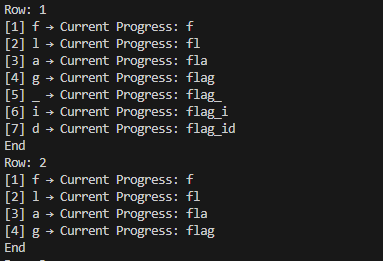 Row: 1
[1] f → Current Progress: f
[2] l → Current Progress: fl
[3] a → Current Progress: fla
[4] g → Current Progress: flag
[5] _ → Current Progress: flag_
[6] i → Current Progress: flag_i
[7] d → Current Progress: flag_id
End
Row: 2
[1] f → Current Progress: f
[2] l → Current Progress: fl
[3] a → Current Progress: fla
[4] g → Current Progress: flag
End